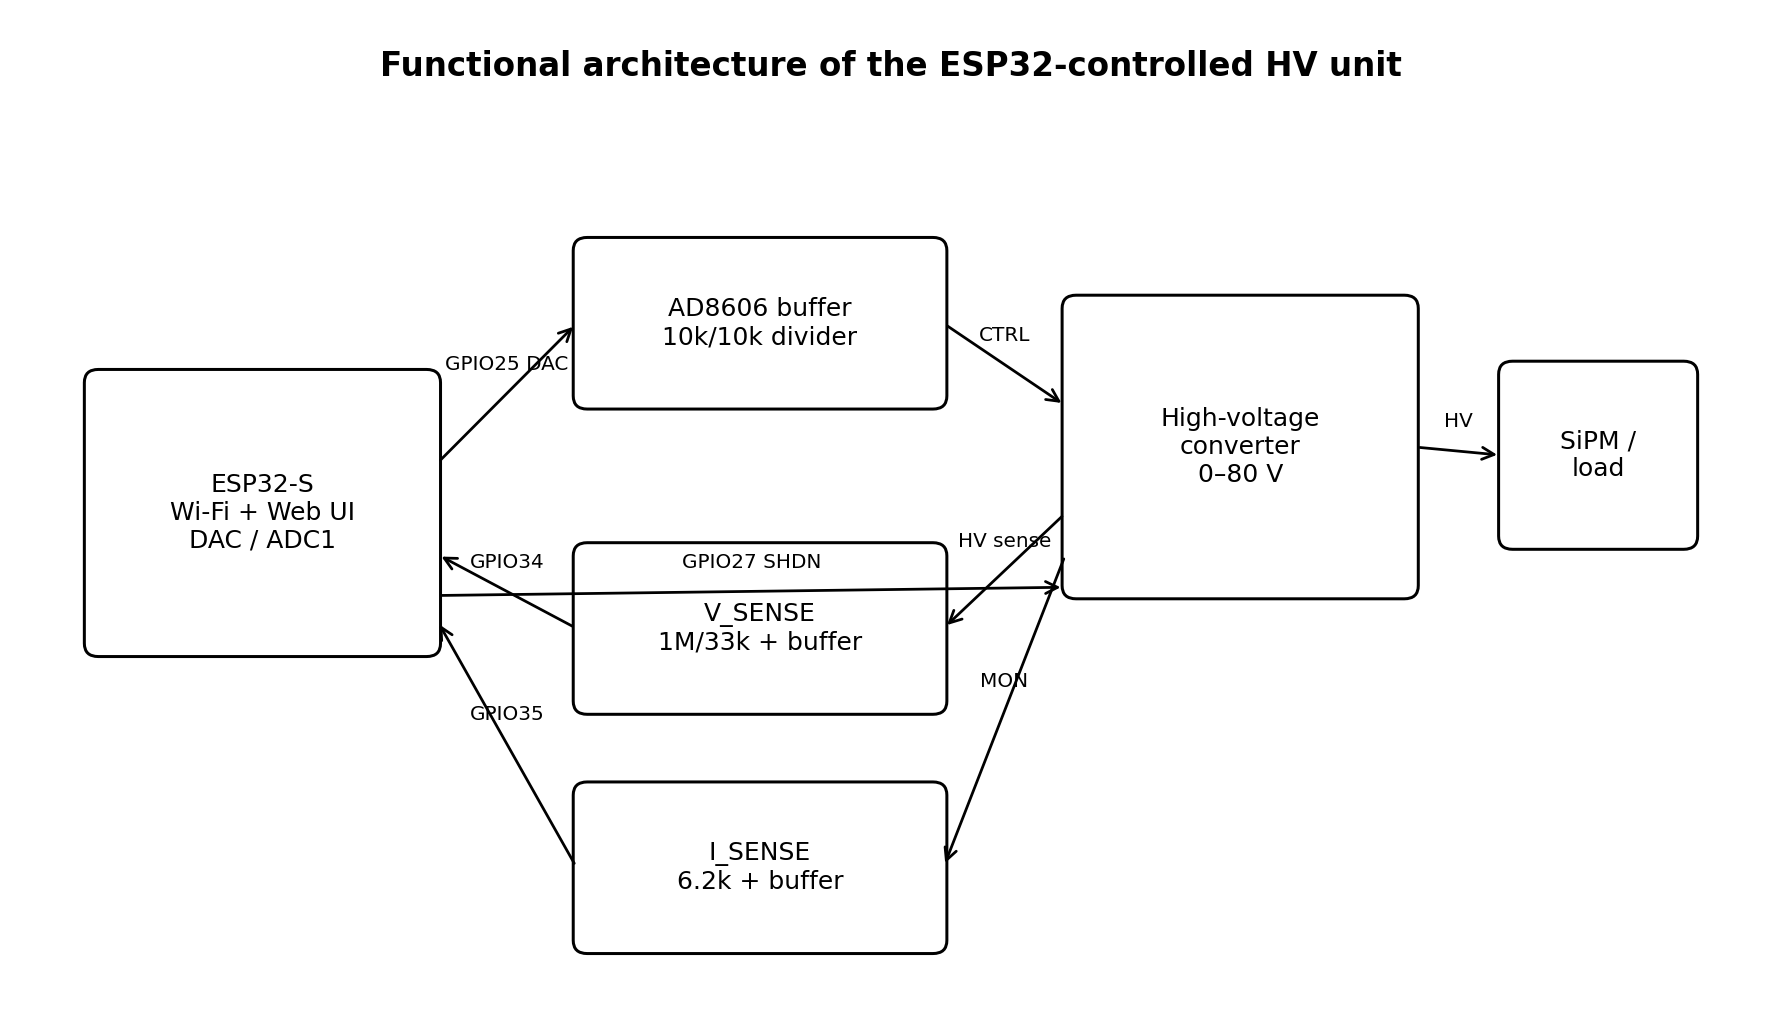 Functional architecture of the ESP32-controlled HV unit
AD8606 buffer
10k/10k divider
GPIO25 DAC
CTRL
ESP32-S
Wi-Fi + Web UI
DAC / ADC1
High-voltage
converter
0–80 V
HV
SiPM /
load
GPIO34
GPIO27 SHDN
HV sense
V_SENSE
1M/33k + buffer
GPIO35
MON
I_SENSE
6.2k + buffer